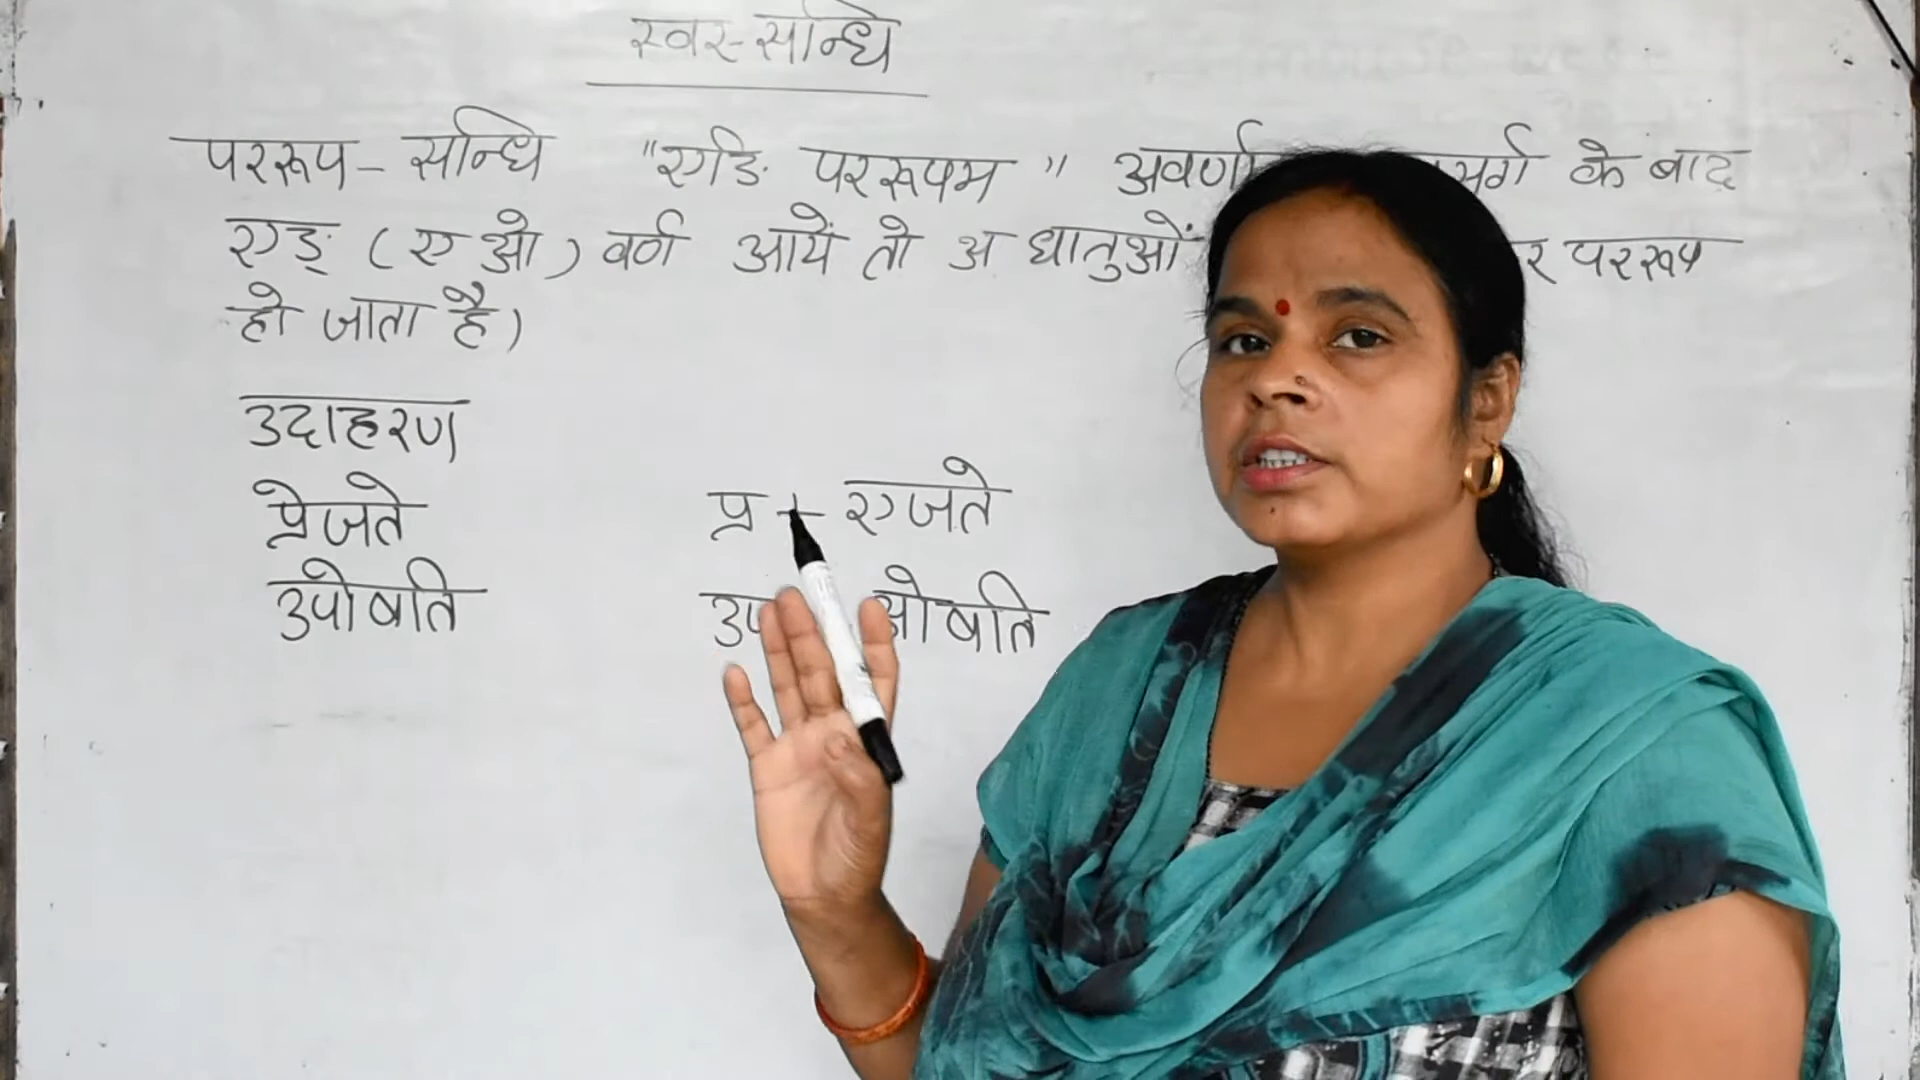 स्वर-सन्धि
पररूप-सन्धि "एङि पररूपम" अवर्णा के बाद
एङ् (ए ओ) वर्ण आयें तो अ धातुओं पररूप
हो जाता है)
उदाहरण
प्रेजते प्र + एजते
उपोषति ओषति